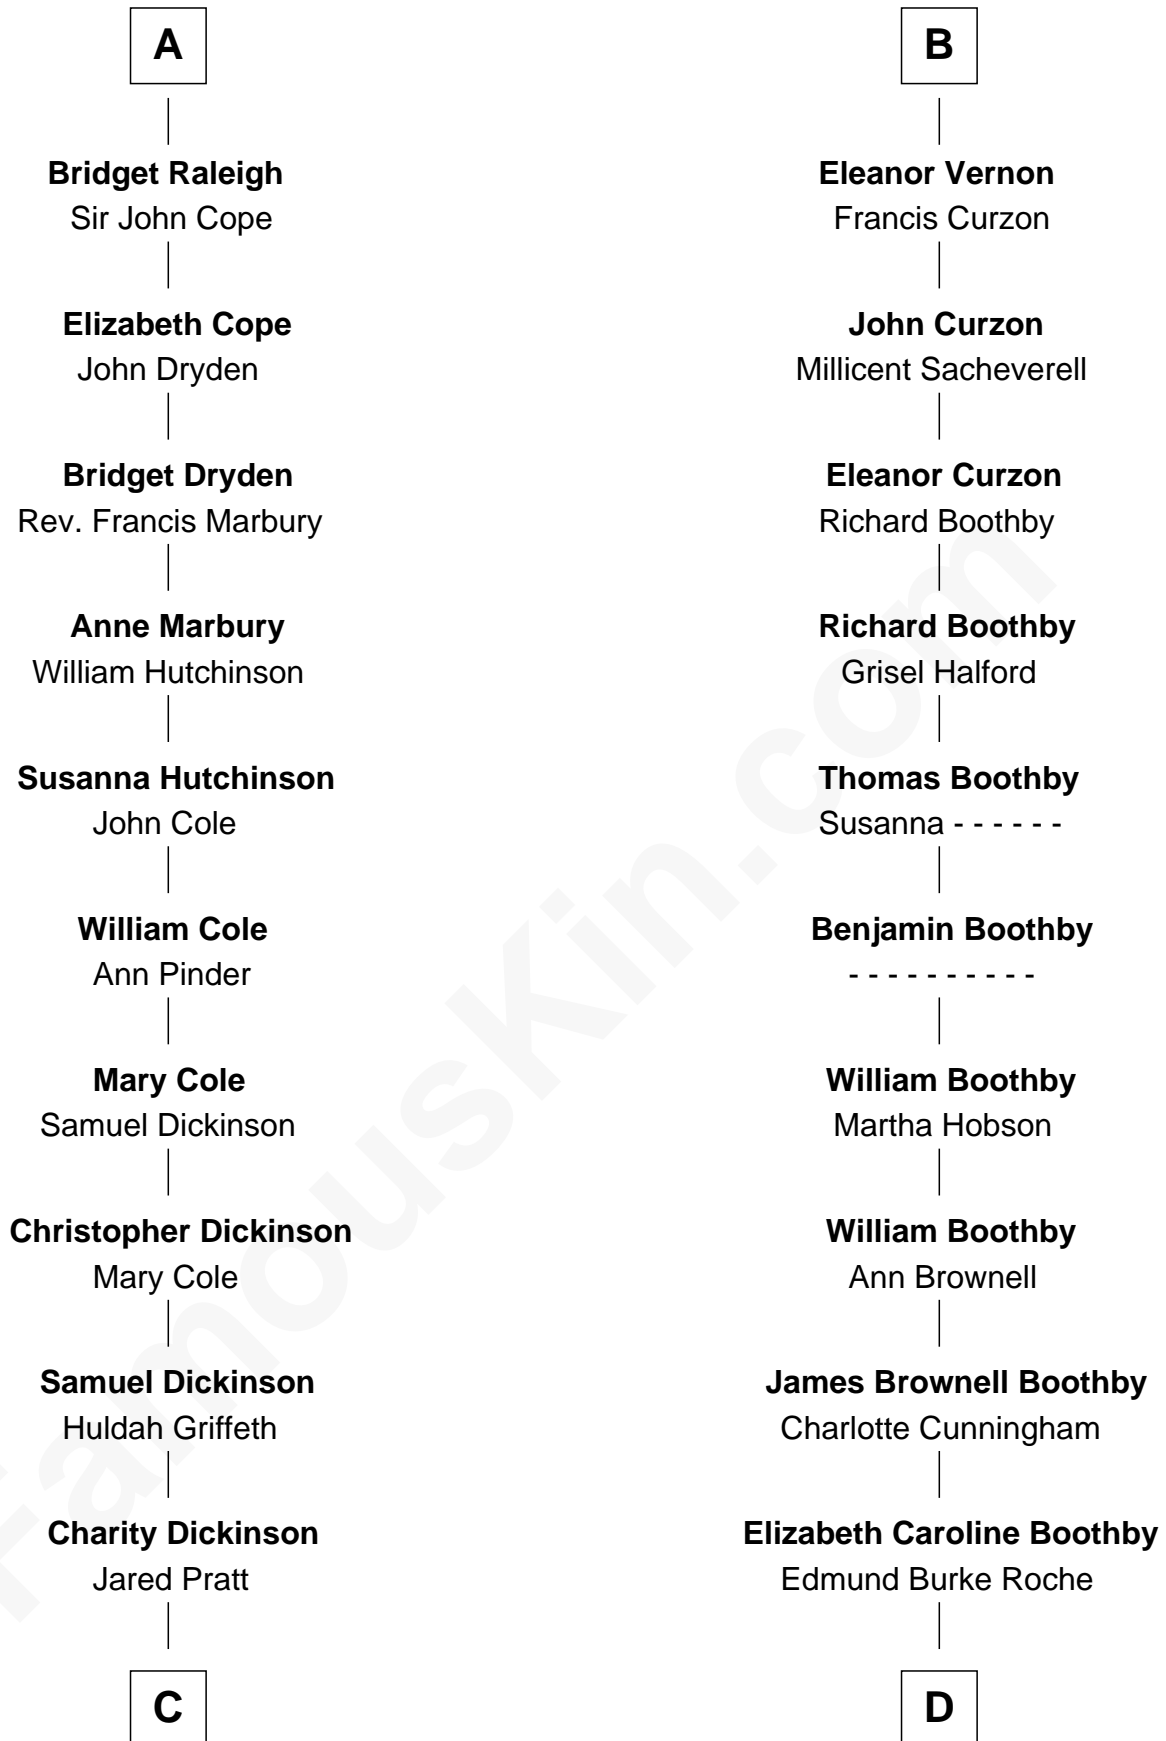 A
Bridget Raleigh
Sir John Cope
Elizabeth Cope
John Dryden
Bridget Dryden
Rev. Francis Marbury
Anne Marbury
William Hutchinson
Susanna Hutchinson
John Cole
William Cole
Ann Pinder
Mary Cole
Samuel Dickinson
Christopher Dickinson
Mary Cole
Samuel Dickinson
Huldah Griffeth
Charity Dickinson
Jared Pratt
C
B
Eleanor Vernon
Francis Curzon
John Curzon
Millicent Sacheverell
Eleanor Curzon
Richard Boothby
Richard Boothby
Grisel Halford
Thomas Boothby
Susanna - - - - - -
Benjamin Boothby
- - - - - - - - - -
William Boothby
Martha Hobson
William Boothby
Ann Brownell
James Brownell Boothby
Charlotte Cunningham
Elizabeth Caroline Boothby
Edmund Burke Roche
D
FamousKin.com